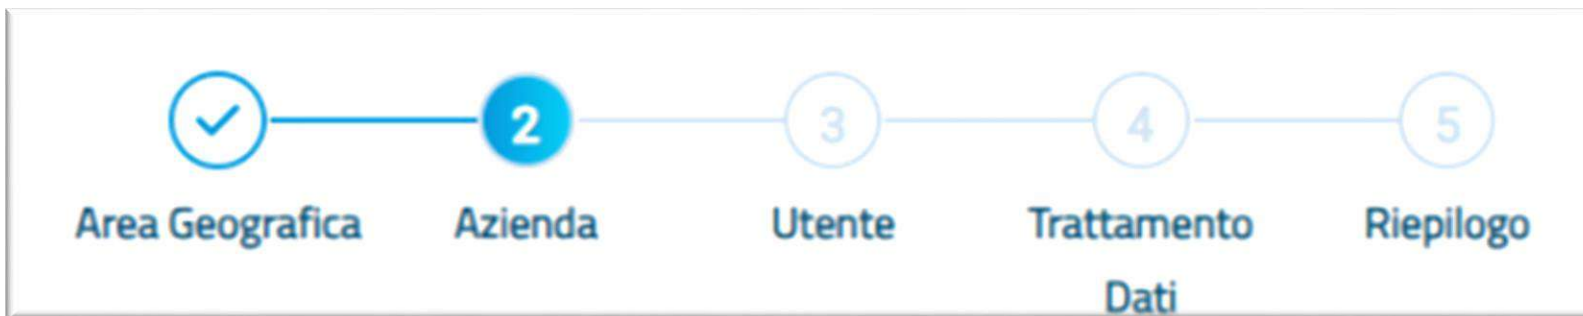 2
3
4
5
Area Geografica
Azienda
Utente
Trattamento
Dati
Riepilogo